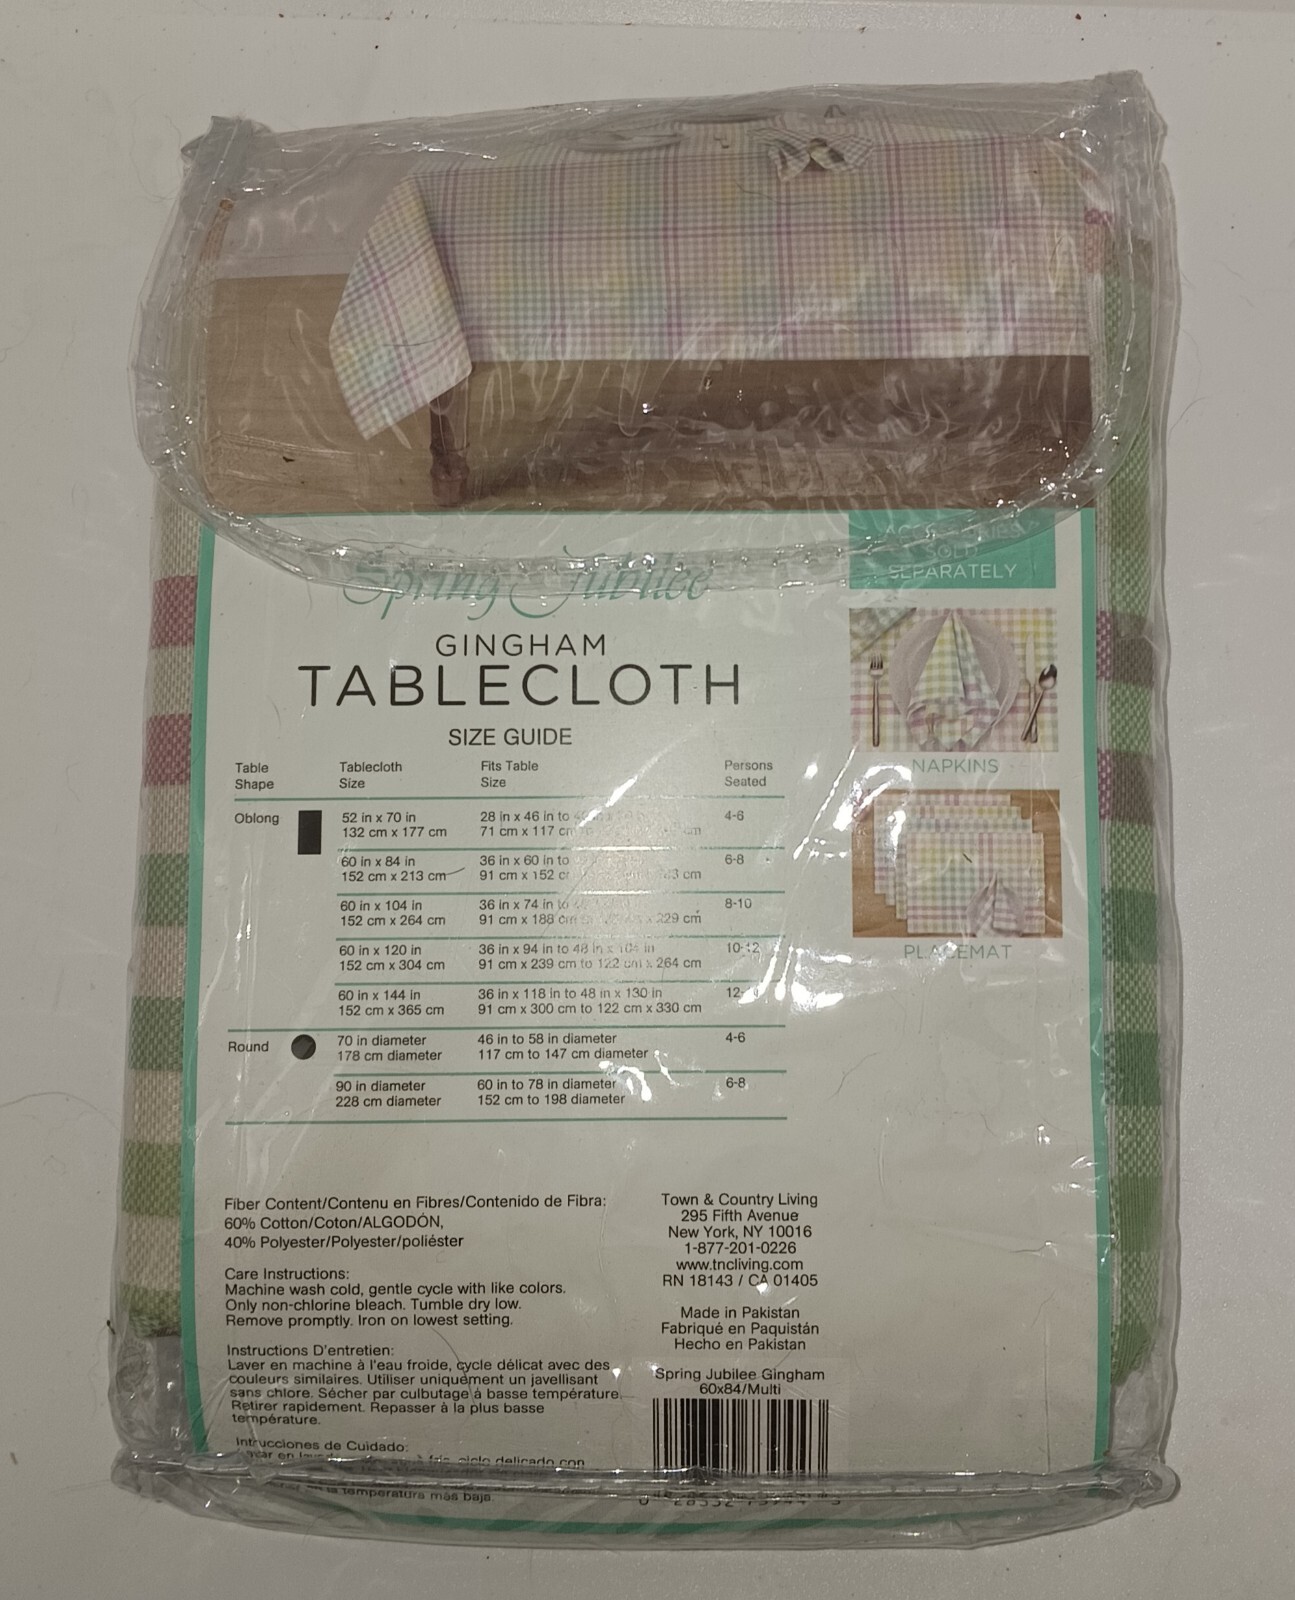 Spring Jubilee
GINGHAM
TABLECLOTH
SIZE GUIDE
Table Shape
Tablecloth Size
Fits Table Size
Persons Seated
Oblong
52 in x 70 in
132 cm x 177 cm
28 in x 46 in to
71 cm x 117 cm
4-6
60 in x 84 in
152 cm x 213 cm
36 in x 60 in to
91 cm x 152
6-8
60 in x 104 in
152 cm x 264 cm
36 in x 74 in to
91 cm x 188 cm x 229 cm
8-10
60 in x 120 in
152 cm x 304 cm
36 in x 94 in to 48 in x 104 in
91 cm x 239 cm to 122 cm x 264 cm
10-12
60 in x 144 in
152 cm x 365 cm
36 in x 118 in to 48 in x 130 in
91 cm x 300 cm to 122 cm x 330 cm
Round
70 in diameter
178 cm diameter
46 in to 58 in diameter
117 cm to 147 cm diameter
4-6
90 in diameter
228 cm diameter
60 in to 78 in diameter
152 cm to 198 diameter
6-8
ACCESSORIES
SOLD
SEPARATELY
NAPKINS
PLACEMAT
Fiber Content/Contenu en Fibres/Contenido de Fibra:
60% Cotton/Coton/ALGODÓN,
40% Polyester/Polyester/poliéster
Care Instructions:
Machine wash cold, gentle cycle with like colors.
Only non-chlorine bleach. Tumble dry low.
Remove promptly. Iron on lowest setting.
Instructions D'entretien:
Laver en machine à l'eau froide, cycle délicat avec des
couleurs similaires. Utiliser uniquement un javellisant
sans chlore. Sécher par culbutage à basse température.
Retirer rapidement. Repasser à la plus basse
température.
Intrucciones de Cuidado:
ciclo delicado con
la temperatura más baja.
Town & Country Living
295 Fifth Avenue
New York, NY 10016
1-877-201-0226
www.tncliving.com
RN 18143 / CA 01405
Made in Pakistan
Fabriqué en Paquistán
Hecho en Pakistan
Spring Jubilee Gingham
60x84/Multi